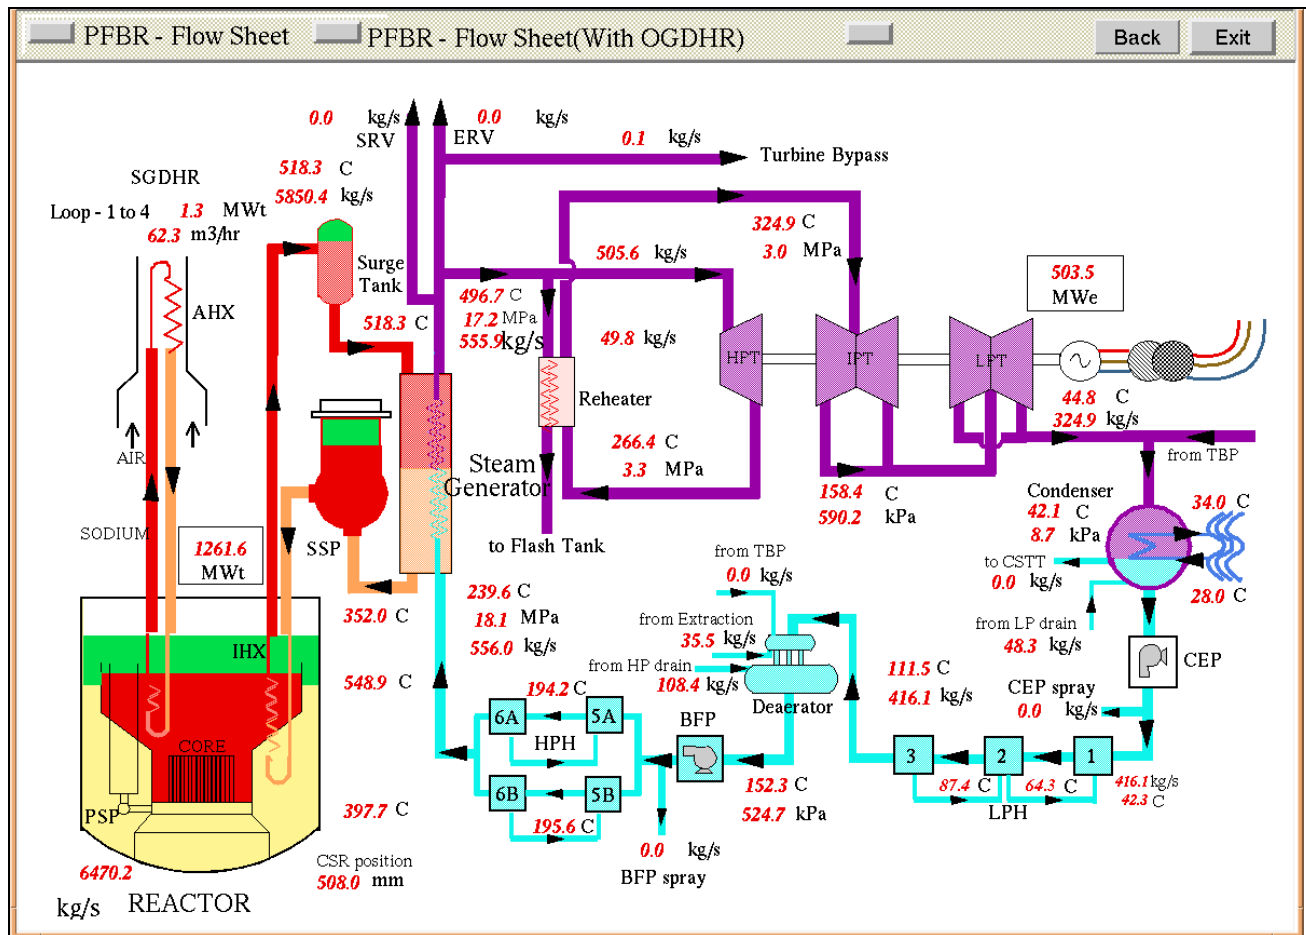 PFBR - Flow Sheet
PFBR - Flow Sheet(With OGDHR)
Back
Exit
0.0 kg/s
SRV
0.0 kg/s
ERV
0.1 kg/s
Turbine Bypass
518.3 C
5850.4 kg/s
SGDHR
Loop - 1 to 4 1.3 MWt
62.3 m3/hr
Surge
Tank
AHX
518.3 C
496.7 C
17.2 MPa
555.9 kg/s
505.6 kg/s
324.9 C
3.0 MPa
503.5
MWe
49.8 kg/s
HPT
IPT
LPT
Reheater
44.8 C
324.9 kg/s
from TBP
266.4 C
3.3 MPa
AIR
Steam
Generator
158.4 C
590.2 kPa
Condenser
42.1 C
8.7 kPa
34.0 C
SODIUM
1261.6
MWt
SSP
to Flash Tank
from TBP
0.0 kg/s
to CSTT
0.0 kg/s
28.0 C
352.0 C
239.6 C
18.1 MPa
556.0 kg/s
from Extraction
35.5 kg/s
from HP drain
108.4 kg/s
Deaerator
from LP drain
48.3 kg/s
CEP
IHX
548.9 C
111.5 C
416.1 kg/s
CEP spray
0.0 kg/s
194.2 C
6A
5A
HPH
BFP
6B
5B
195.6 C
152.3 C
524.7 kPa
3
2
1
87.4 C
64.3 C
LPH
416.1 kg/s
42.3 C
CORE
PSP
397.7 C
0.0 kg/s
BFP spray
6470.2
kg/s
REACTOR
CSR position
508.0 mm